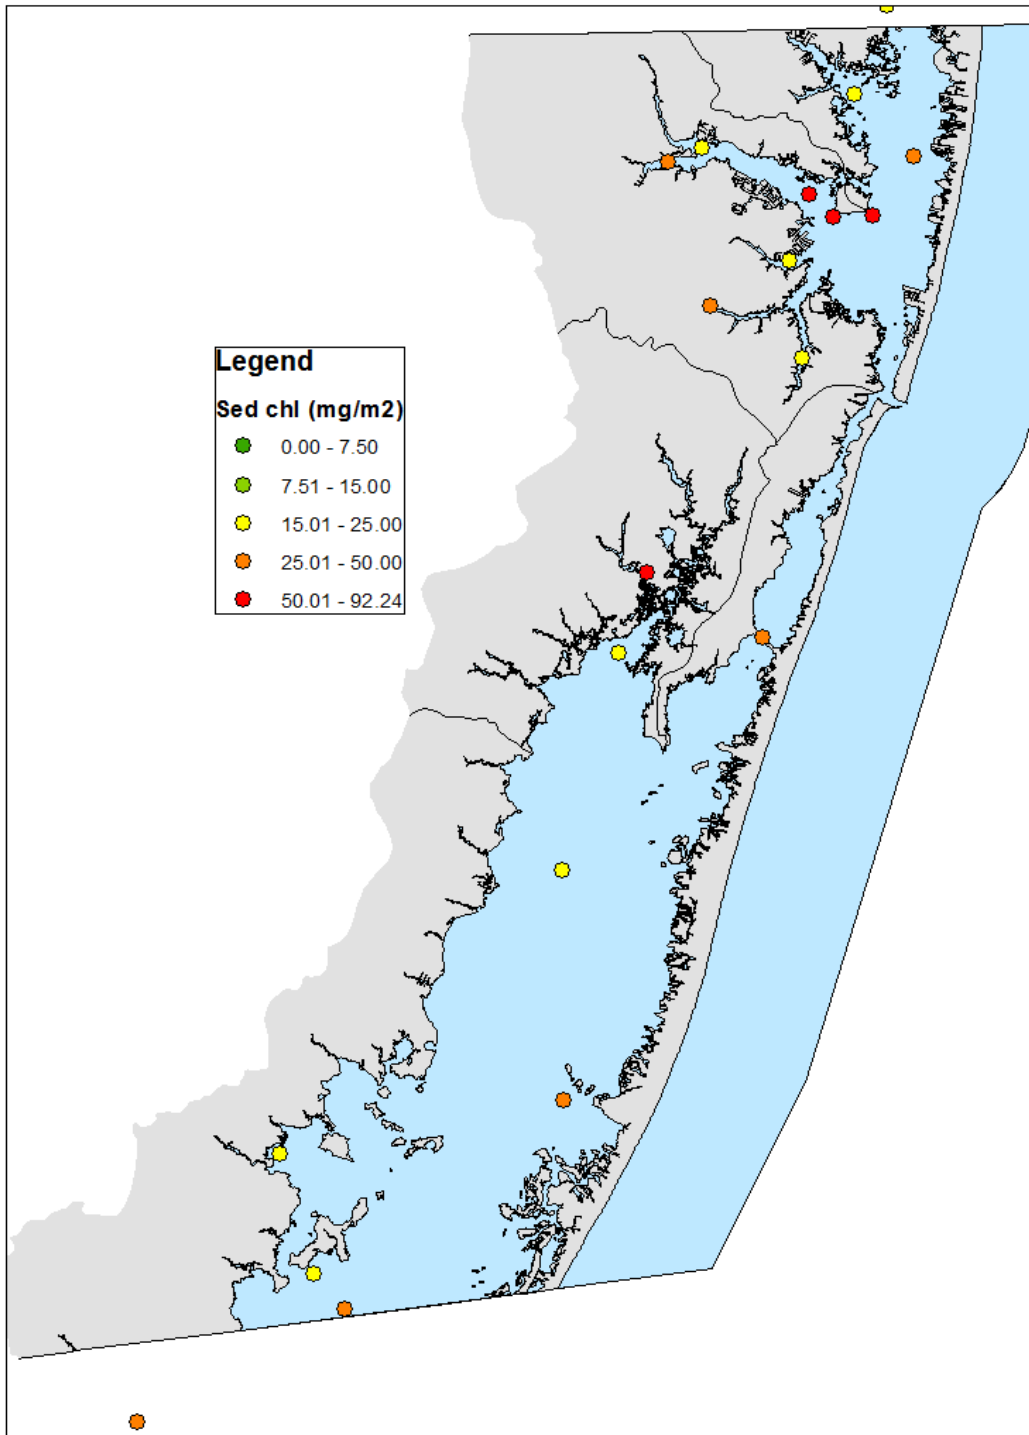 Legend
Sed chl (mg/m2)
0.00 - 7.50
7.51 - 15.00
15.01 - 25.00
25.01 - 50.00
50.01 - 92.24